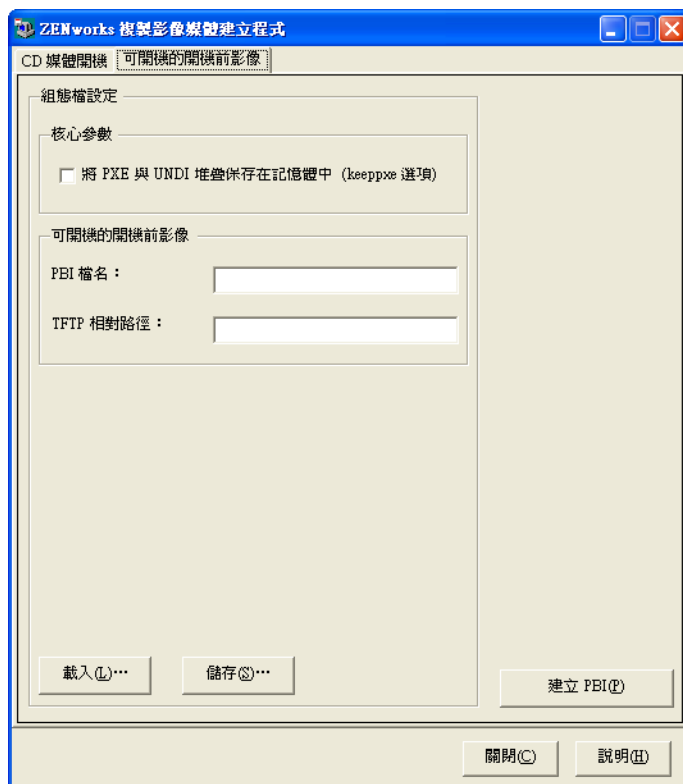 ZENworks 複製影像媒體建立程式
CD 媒體開機 可開機的開機前影像
組態檔設定
核心參數
將 PXE 與 UNDI 堆疊保存在記憶體中 (keeppxe 選項)
可開機的開機前影像
PBI 檔名：
TFTP 相對路徑：
載入(L)⋯ 儲存(S)⋯
建立 PBI(P)
關閉(C) 說明(H)